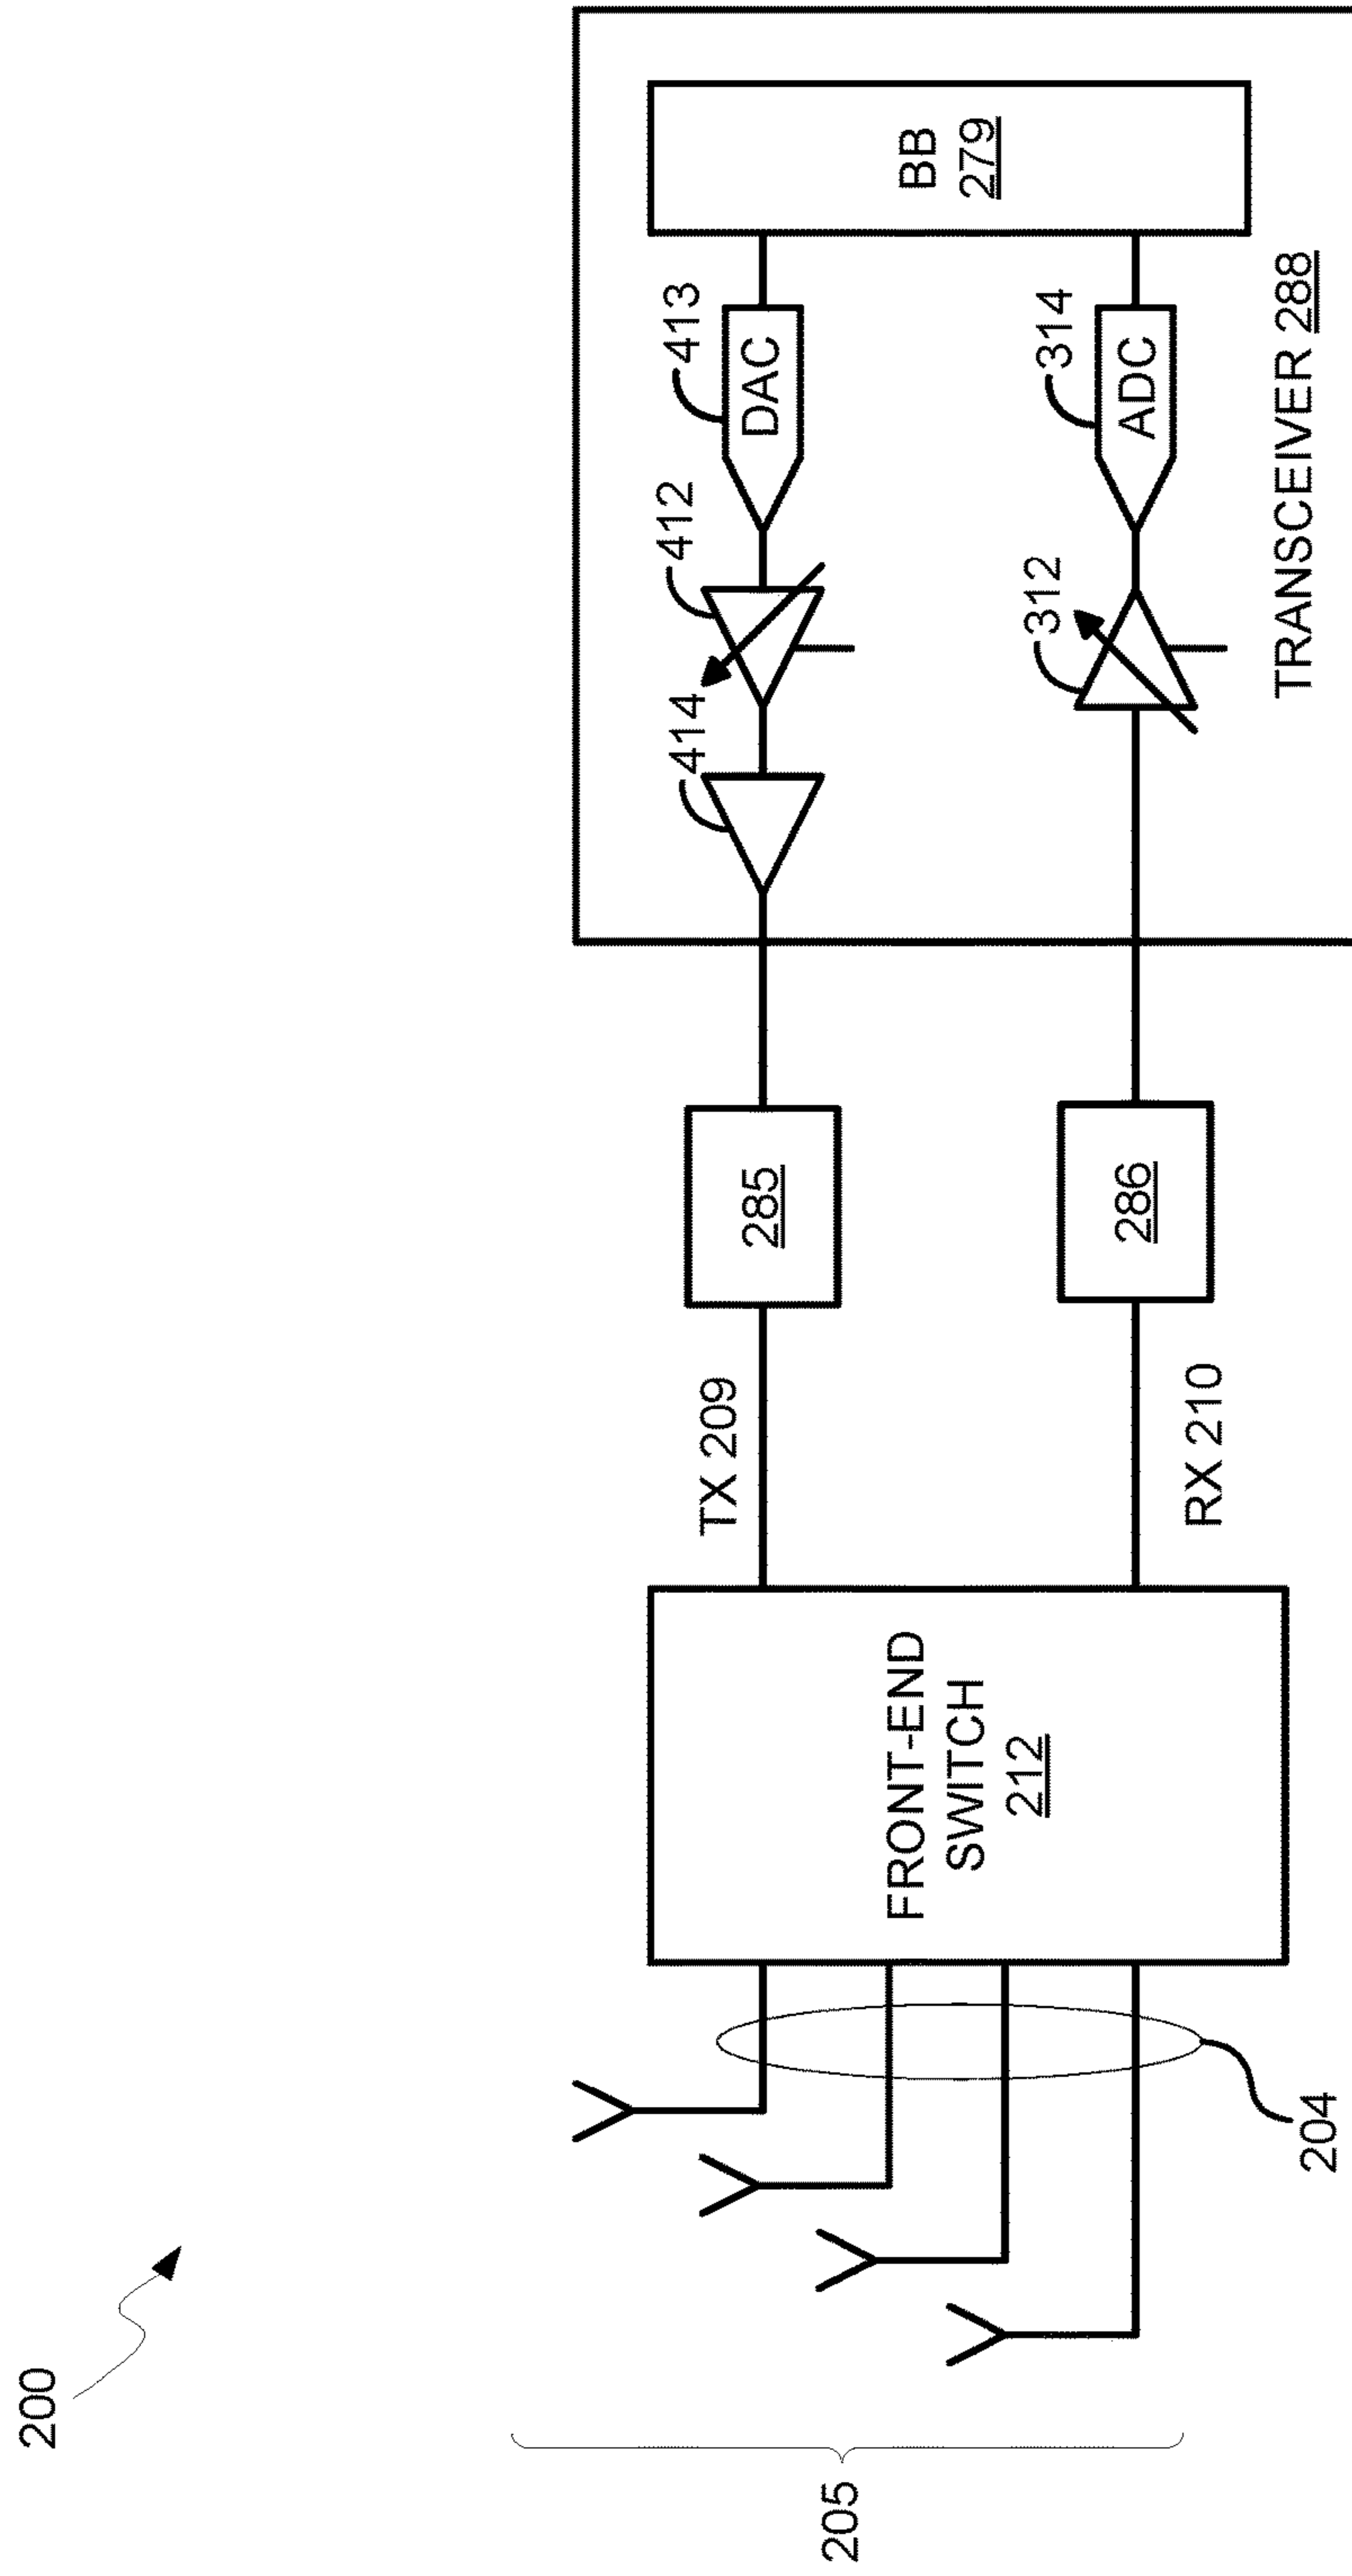 200
205
204
FRONT-END
SWITCH
212
TX 209
RX 210
285
286
414
412
413
DAC
312
314
ADC
BB
279
TRANSCEIVER 288